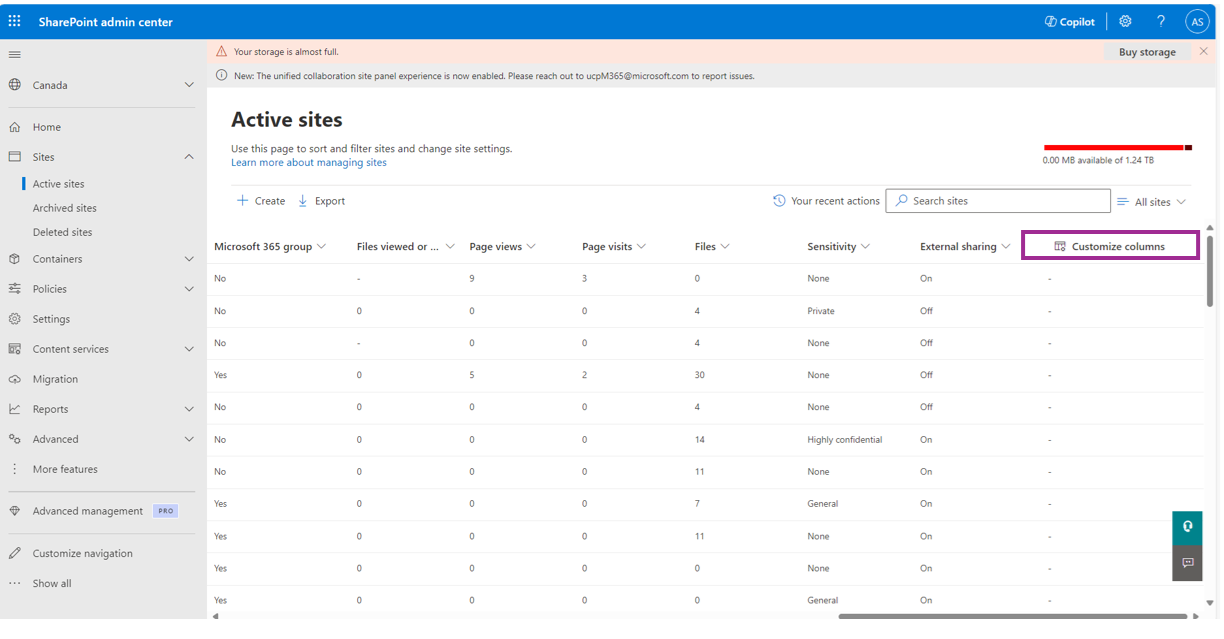 SharePoint admin center
Copilot
?
AS
Your storage is almost full.
Buy storage
New: The unified collaboration site panel experience is now enabled. Please reach out to ucpM365@microsoft.com to report issues.
Canada
Home
Sites
Active sites
Archived sites
Deleted sites
Containers
Policies
Settings
Content services
Migration
Reports
Advanced
More features
Advanced management PRO
Customize navigation
Show all
Active sites
Use this page to sort and filter sites and change site settings.
Learn more about managing sites
0.00 MB available of 1.24 TB
Create Export Your recent actions Search sites All sites
Microsoft 365 group Files viewed or ... Page views Page visits Files Sensitivity External sharing Customize columns
No - 9 3 0 None On -
No 0 0 0 4 Private Off -
No - 0 0 4 None Off -
Yes 0 5 2 30 None Off -
No 0 0 0 4 None Off -
No 0 0 0 14 Highly confidential On -
No 0 0 0 11 None On -
Yes 0 0 0 7 General On -
Yes 0 0 0 11 None On -
Yes 0 0 0 0 None On -
Yes 0 0 0 0 General On -